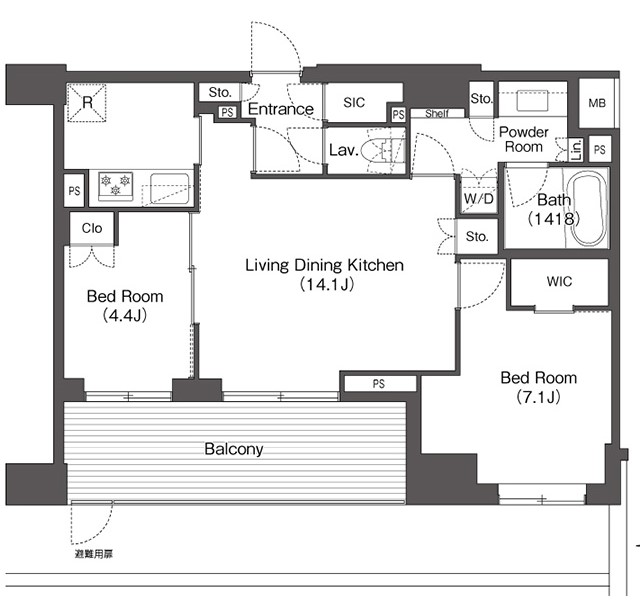 R
Sto.
PS
Entrance
SIC
PS
Shelf
Sto.
MB
Lav.
Powder
Room
Lin.
PS
PS
W/D
Bath
(1418)
Clo
Sto.
Living Dining Kitchen
(14.1J)
WIC
Bed Room
(4.4J)
PS
Bed Room
(7.1J)
Balcony
避難用扉